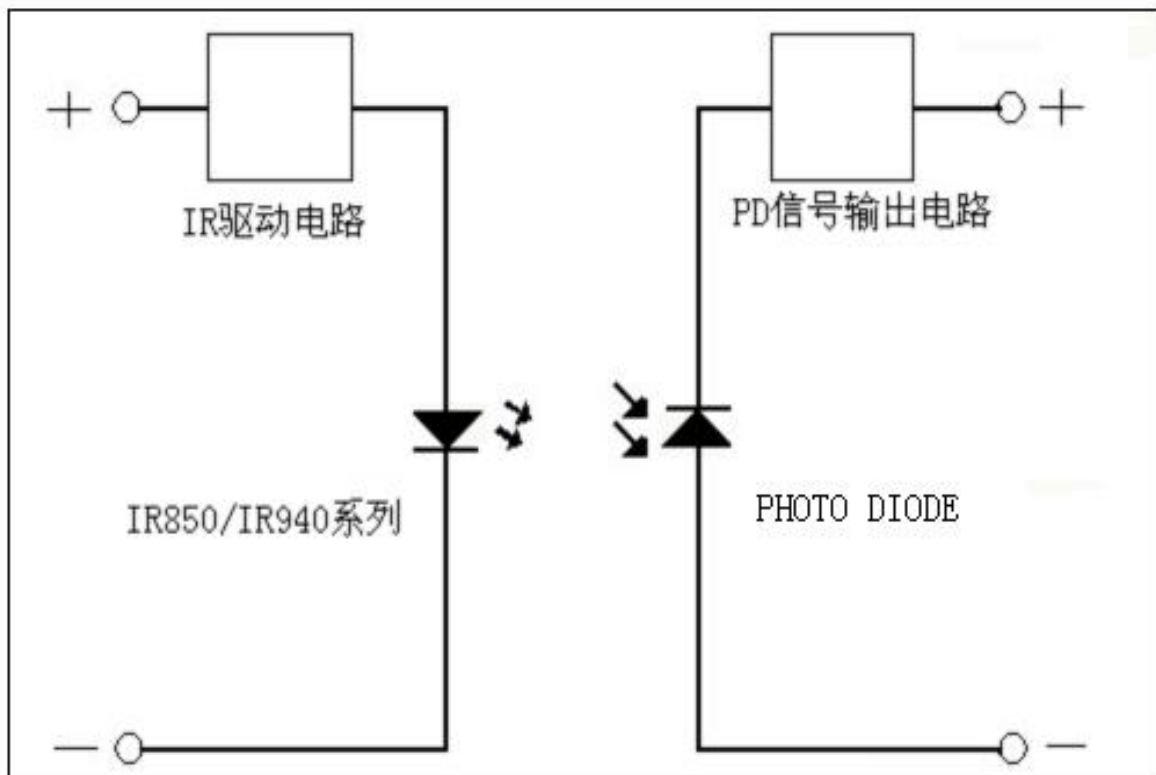 +
+
IR驱动电路
PD信号输出电路
IR850/IR940系列
PHOTO DIODE
—
—